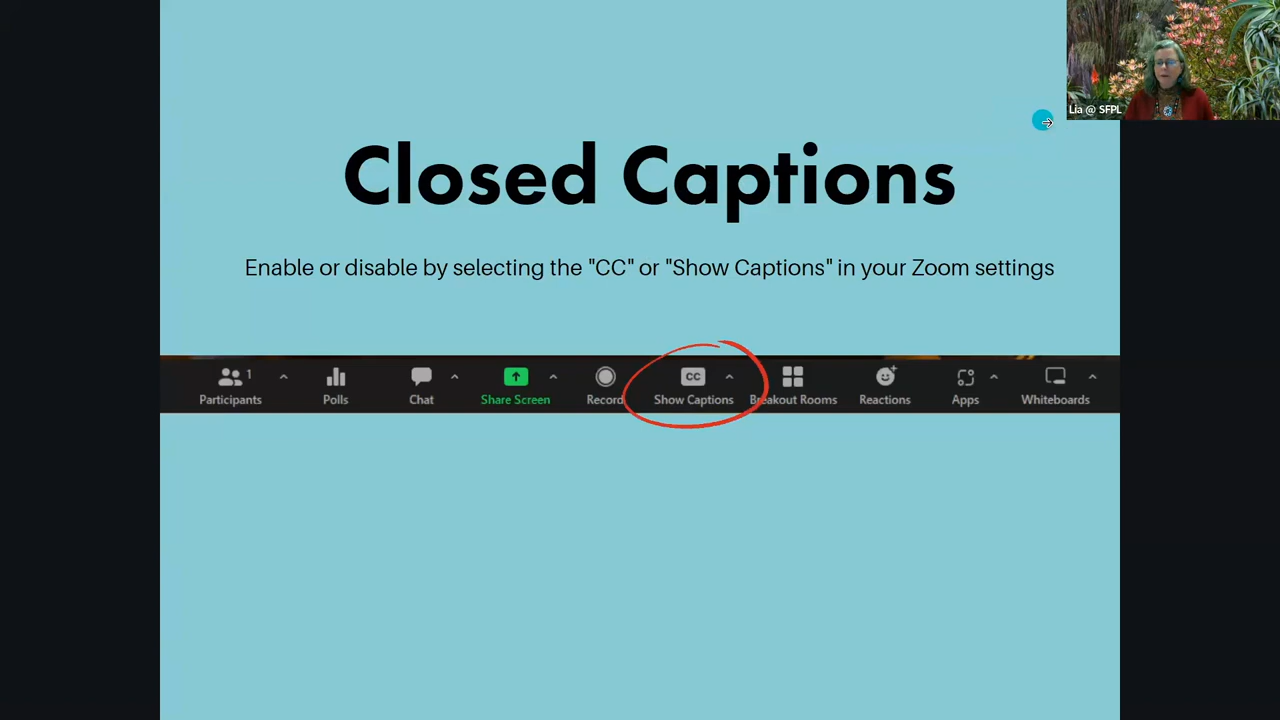 Lia @ SFPL
Closed Captions
Enable or disable by selecting the "CC" or "Show Captions" in your Zoom settings
1
CC
Participants
Polls
Chat
Share Screen
Record
Show Captions
Breakout Rooms
Reactions
Apps
Whiteboards